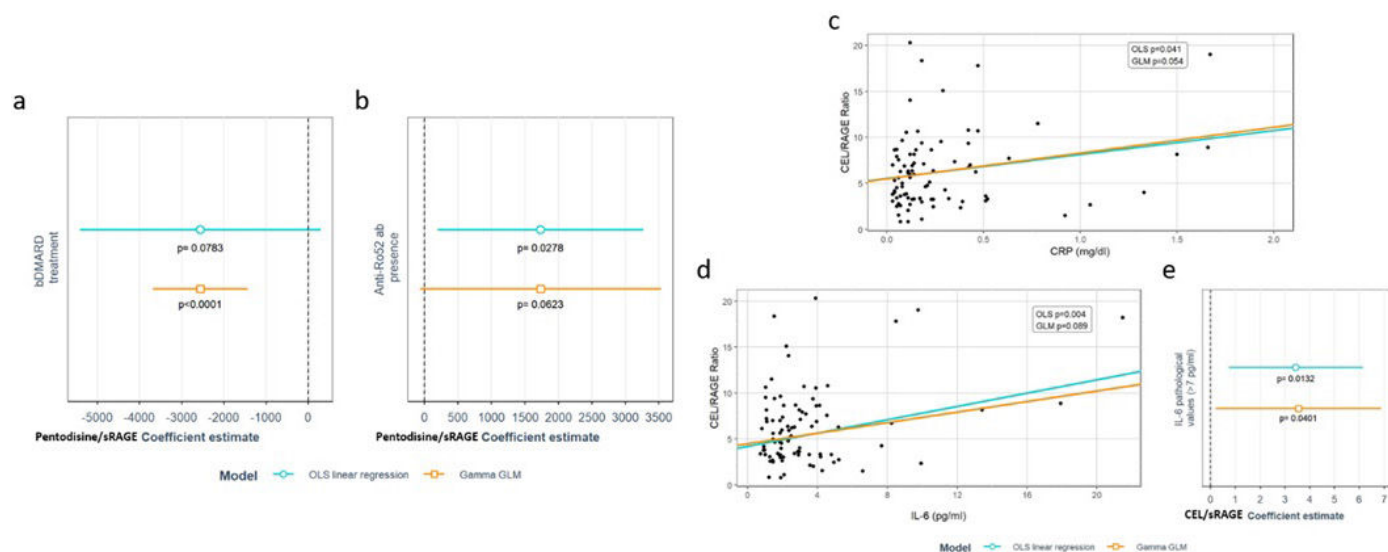 a
bDMARD
treatment
p= 0.0783
p<0.0001
-5000 -4000 -3000 -2000 -1000 0
Pentodisine/sRAGE Coefficient estimate
b
Anti-Ro52 ab
presence
p= 0.0278
p= 0.0623
0 500 1000 1500 2000 2500 3000 3500
Pentodisine/sRAGE Coefficient estimate
Model OLS linear regression Gamma GLM
c
CEL/RAGE Ratio
20
15
10
5
0
OLS p=0.041
GLM p=0.054
0.0 0.5 1.0 1.5 2.0
CRP (mg/dl)
d
CEL/RAGE Ratio
20
15
10
5
0
OLS p=0.004
GLM p=0.089
0 4 8 12 16 20
IL-6 (pg/ml)
e
IL-6 pathological
values (>7 pg/ml)
p= 0.0132
p= 0.0401
0 1 2 3 4 5 6 7
CEL/sRAGE Coefficient estimate
Model OLS linear regression Gamma GLM